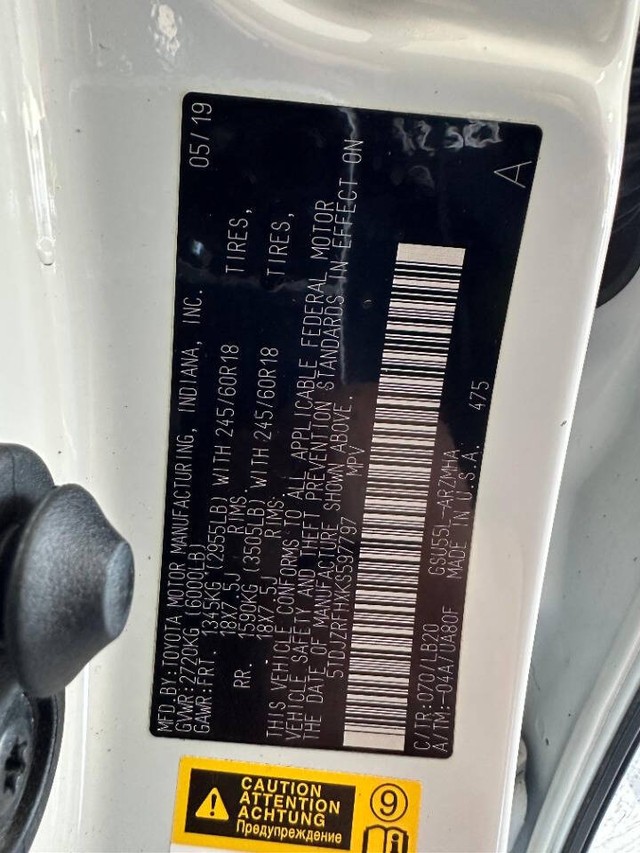 MFD.BY:TOYOTA MOTOR MANUFACTURING, INDIANA, INC. 05/19
GVWR:2720KG (6000LB)
GAWR:FRT. 1345KG (2955LB) WITH 245/60R18 TIRES,
18X7.5J RIMS.
RR. 1590KG (3505LB) WITH 245/60R18 TIRES,
18X7.5J RIMS.
THIS VEHICLE CONFORMS TO ALL APPLICABLE FEDERAL MOTOR
VEHICLE SAFETY AND THEFT PREVENTION STANDARDS IN EFFECT ON
THE DATE OF MANUFACTURE SHOWN ABOVE.
5TDJZRFHXKS597797 MPV
C/TR:070/LB20 GSU55L-ARZMHA
A/TM:-04A/UA80F MADE IN U.S.A. 475
A
CAUTION
ATTENTION
ACHTUNG
Предупреждение
9